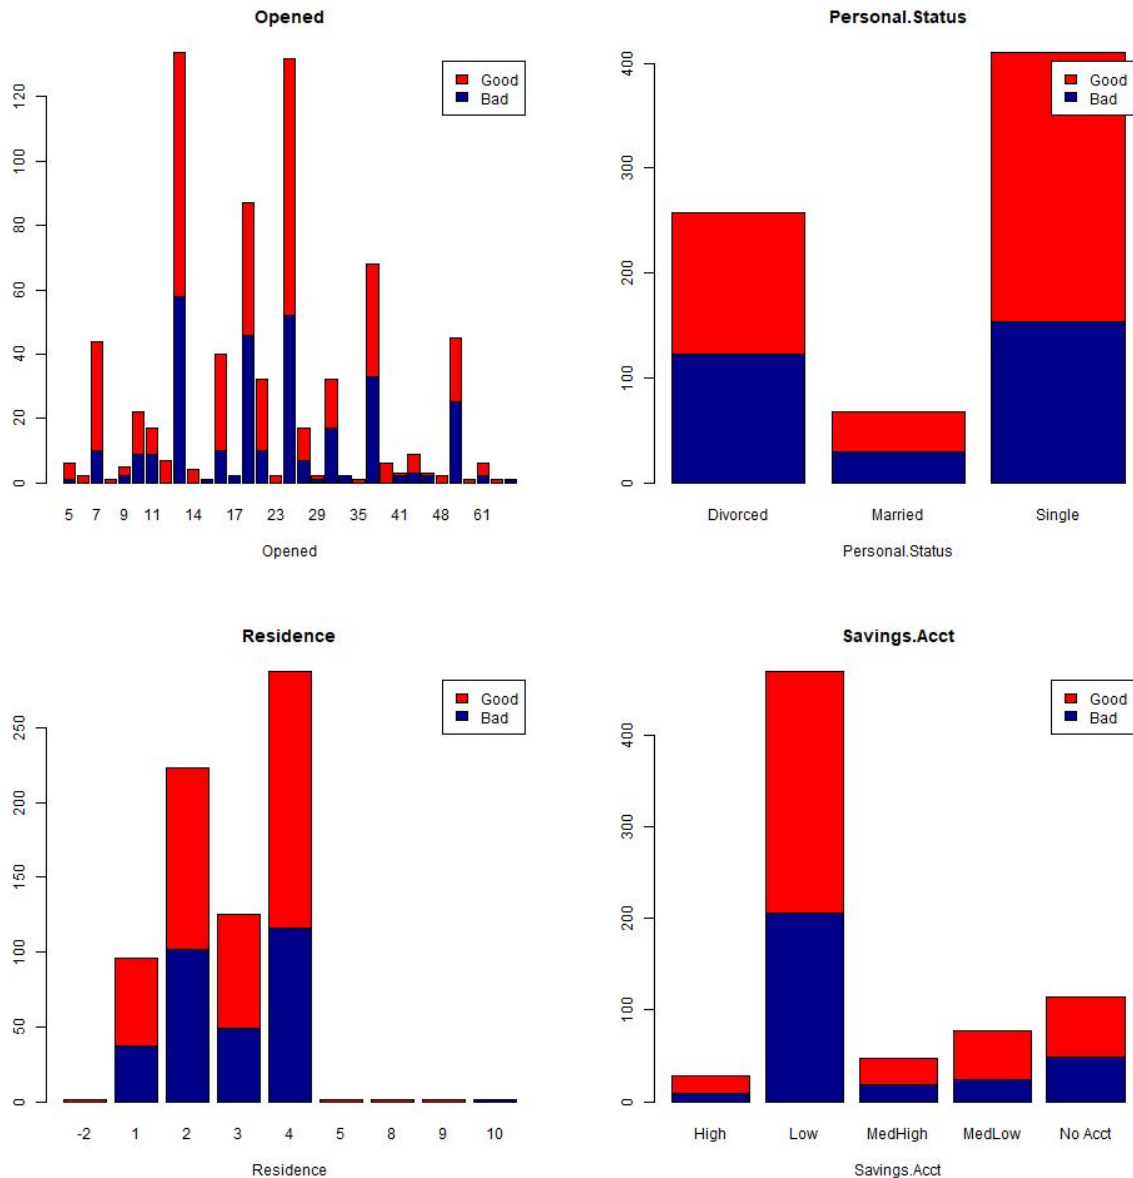 Opened
Good
Bad
120
100
80
60
40
20
0
5 7 9 11 14 17 23 29 35 41 48 61
Opened
Personal.Status
Good
Bad
400
300
200
100
0
Divorced Married Single
Personal.Status
Residence
Good
Bad
250
200
150
100
50
0
-2 1 2 3 4 5 8 9 10
Residence
Savings.Acct
Good
Bad
400
300
200
100
0
High Low MedHigh MedLow No Acct
Savings.Acct